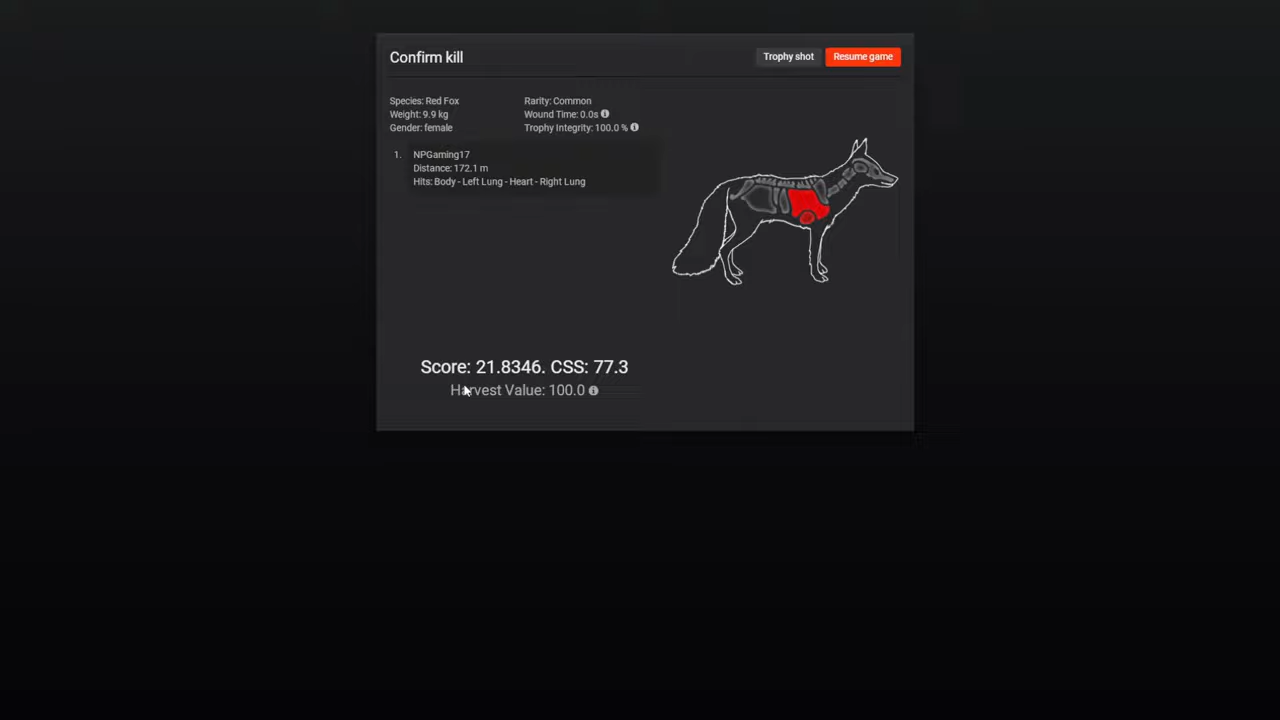 Confirm kill
Trophy shot
Resume game
Species: Red Fox
Weight: 9.9 kg
Gender: female
Rarity: Common
Wound Time: 0.0s
Trophy Integrity: 100.0 %
1. NPGaming17
Distance: 172.1 m
Hits: Body - Left Lung - Heart - Right Lung
Score: 21.8346. CSS: 77.3
Harvest Value: 100.0